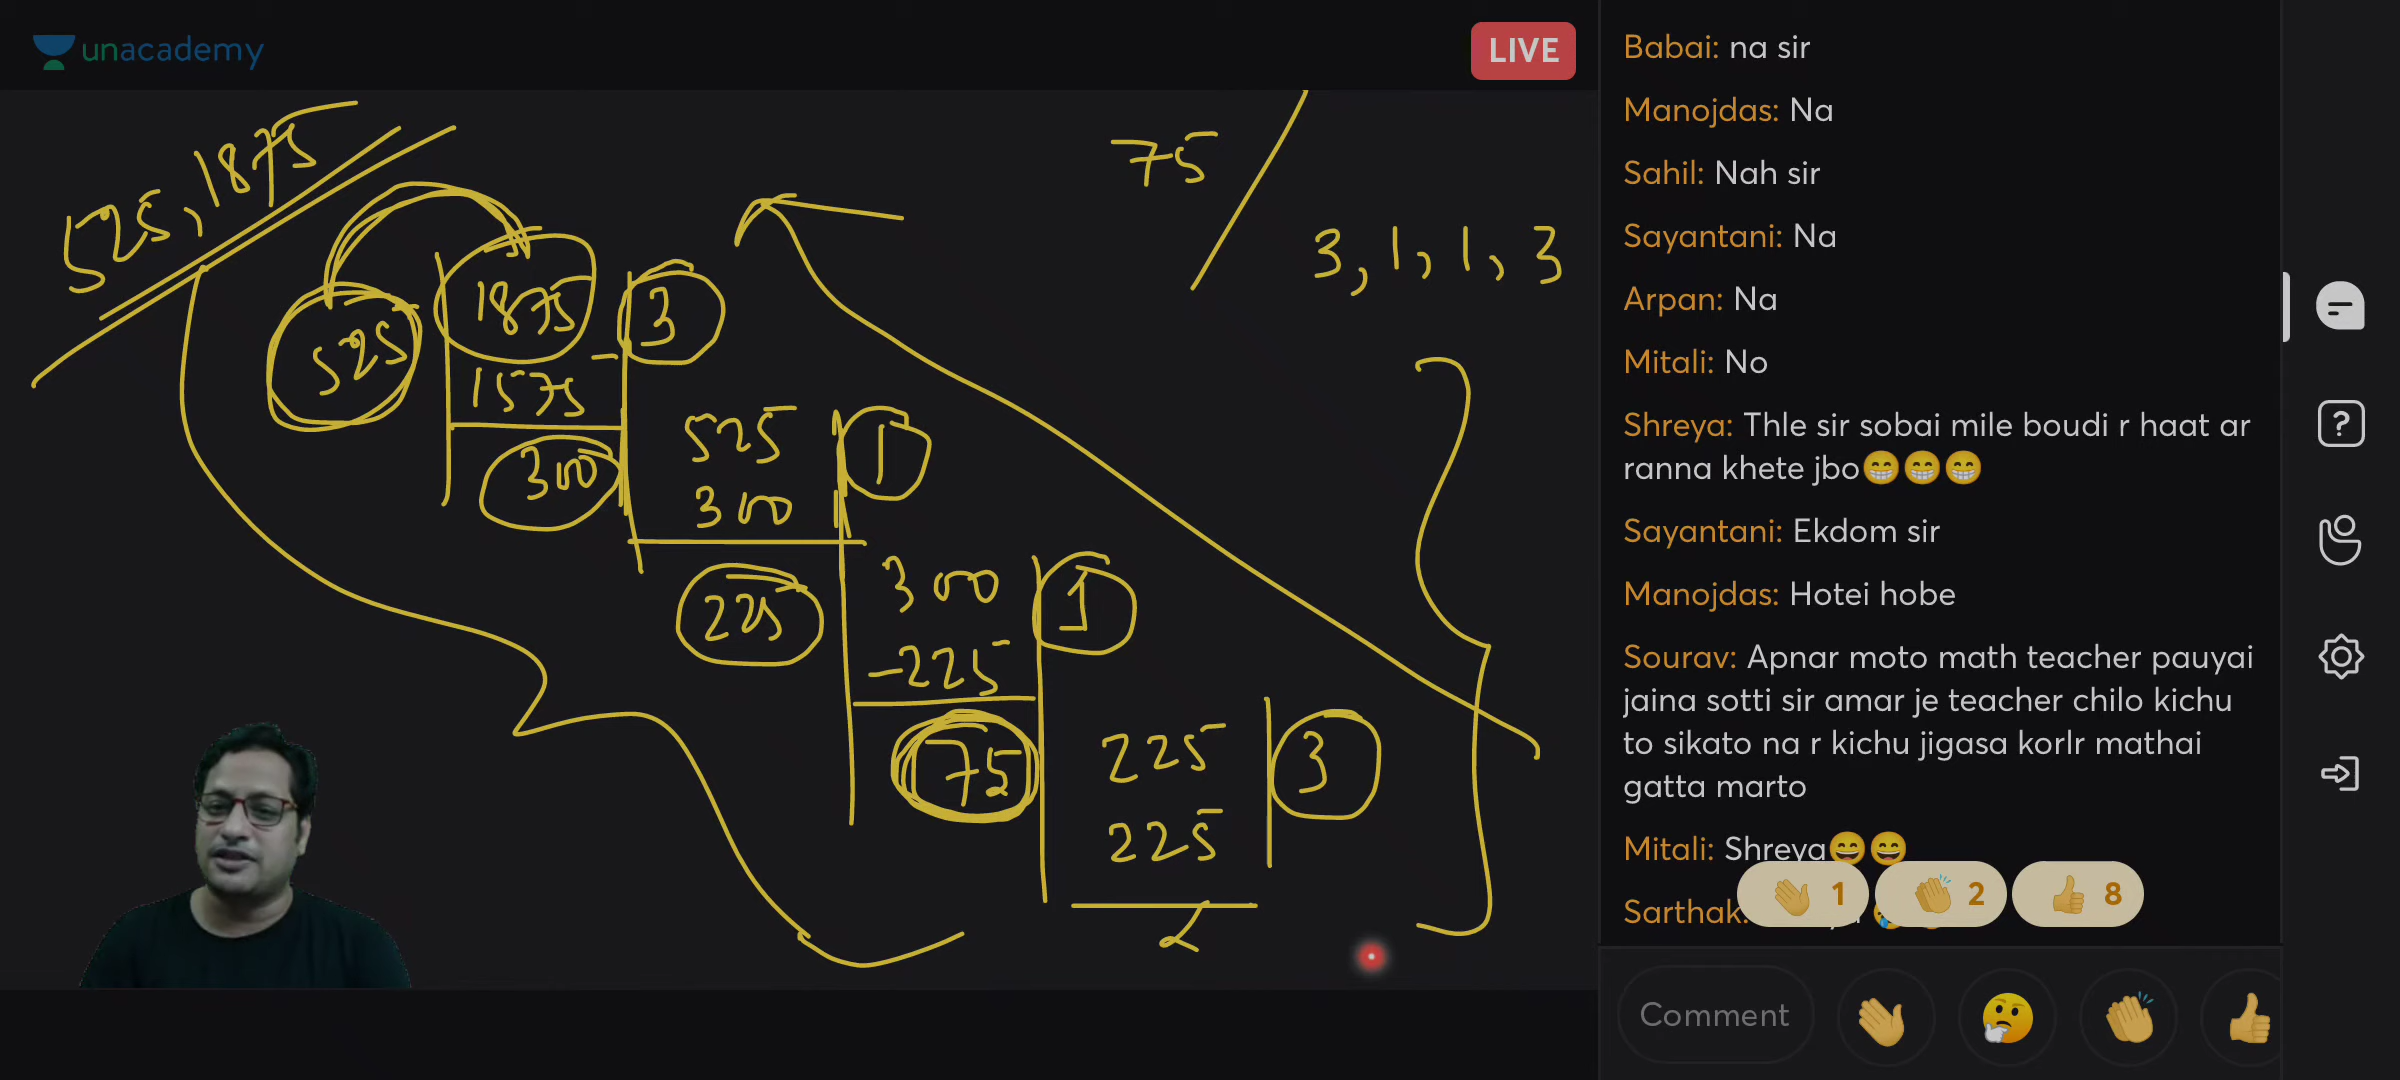 unacademy
LIVE
525, 1875
75
3, 1, 1, 3
525
1875
3
1575
300
525
1
300
225
300
1
-225
75
225
3
225
Babai: na sir
Manojdas: Na
Sahil: Nah sir
Sayantani: Na
Arpan: Na
Mitali: No
Shreya: Thle sir sobai mile boudi r haat ar
ranna khete jbo😁😁😁
Sayantani: Ekdom sir
Manojdas: Hotei hobe
Sourav: Apnar moto math teacher pauyai
jaina sotti sir amar je teacher chilo kichu
to sikato na r kichu jigasa korlr mathai
gatta marto
Mitali: Shreya😄😄
Sarthak:
1
2
8
Comment